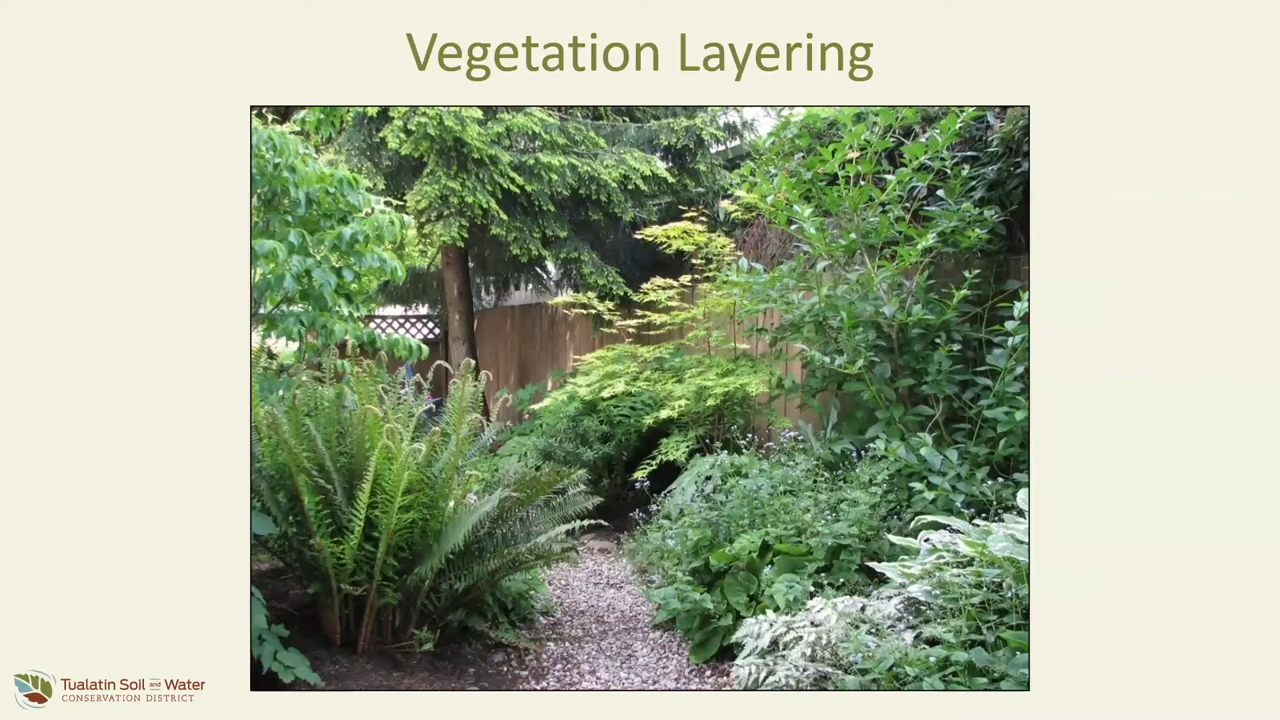 Vegetation Layering
Tualatin Soil and Water
CONSERVATION DISTRICT